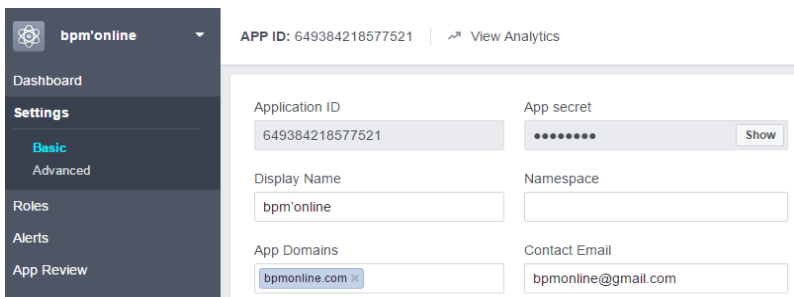 bpm'online
APP ID: 649384218577521
View Analytics
Dashboard
Settings
Basic
Advanced
Roles
Alerts
App Review
Application ID
649384218577521
App secret
●●●●●●●●
Show
Display Name
bpm'online
Namespace
App Domains
bpmonline.com ×
Contact Email
bpmonline@gmail.com